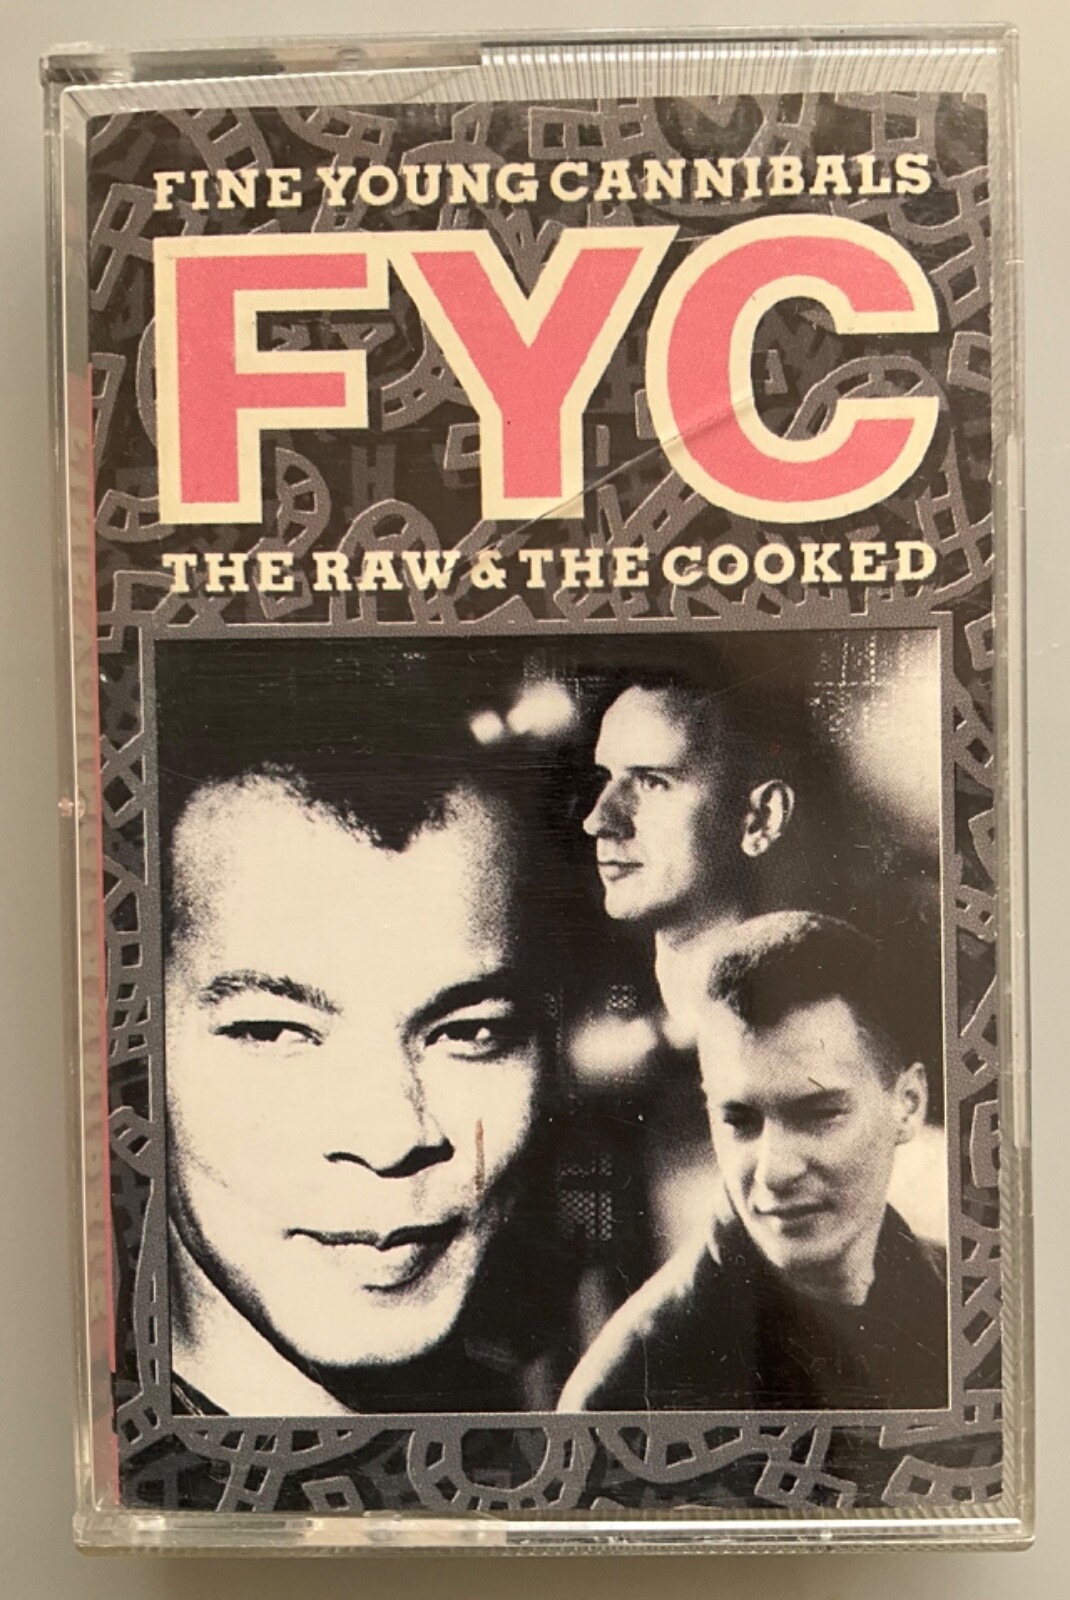 FINE YOUNG CANNIBALS
FYC
THE RAW & THE COOKED